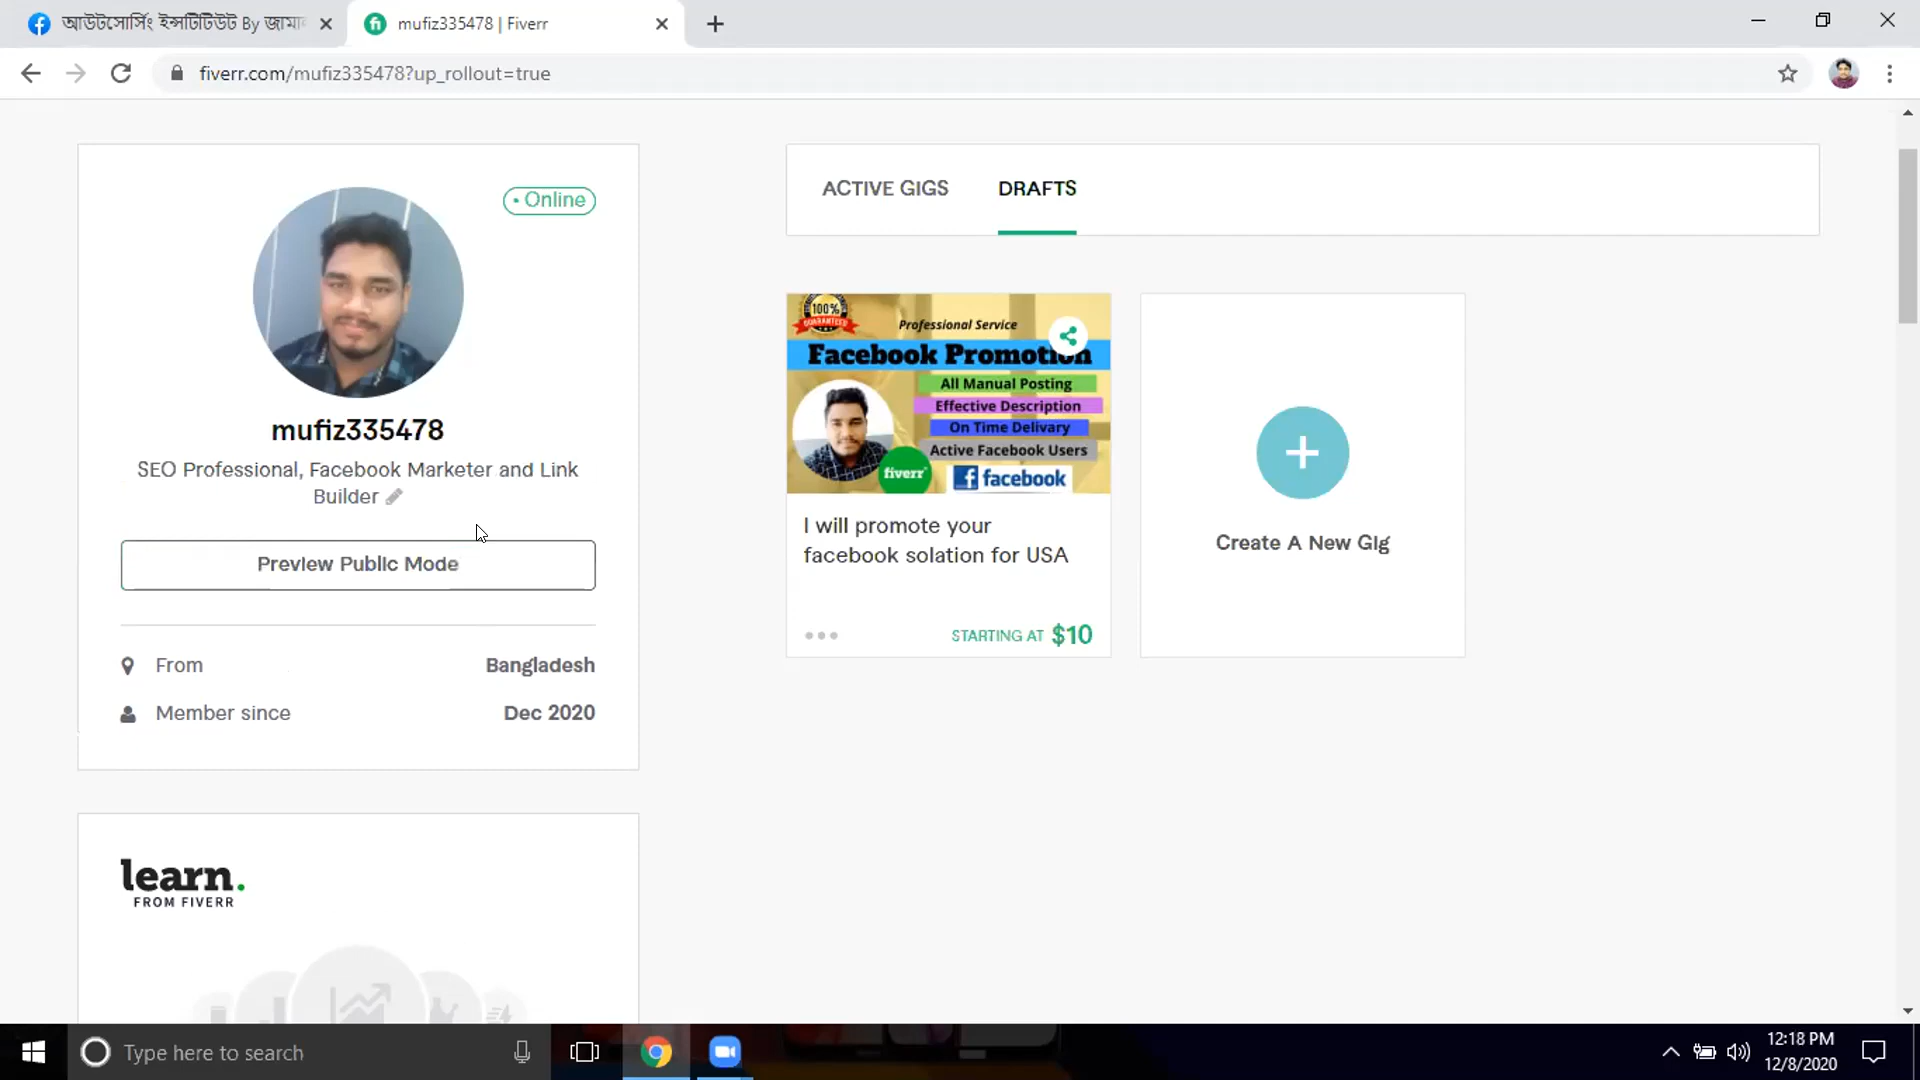 আউটসোর্সিং ইন্সটিটিউট By জামা
mufiz335478 | Fiverr
fiverr.com/mufiz335478?up_rollout=true
• Online
mufiz335478
SEO Professional, Facebook Marketer and Link
Builder
Preview Public Mode
From Bangladesh
Member since Dec 2020
learn.
FROM FIVERR
ACTIVE GIGS DRAFTS
100%
GUARANTEED
Professional Service
Facebook Promotion
All Manual Posting
Effective Description
On Time Delivary
Active Facebook Users
fiverr
f facebook
I will promote your
facebook solation for USA
STARTING AT $10
Create A New Gig
Type here to search
12:18 PM
12/8/2020